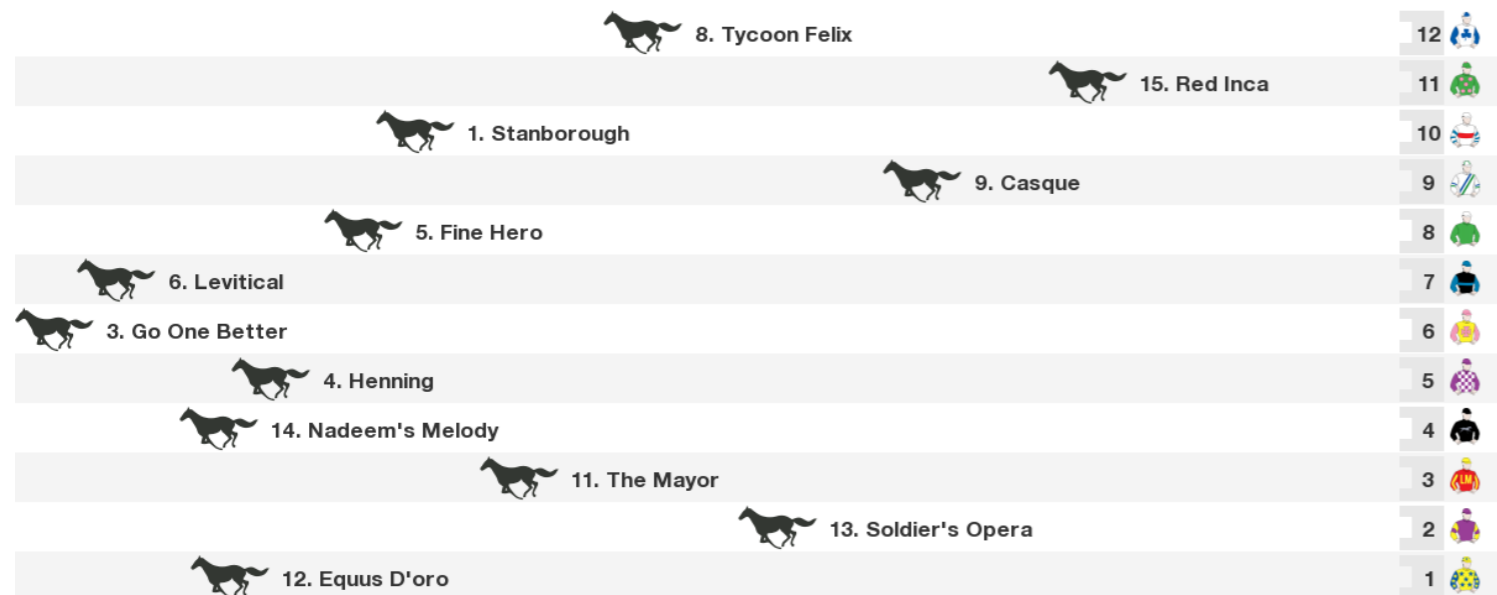 8. Tycoon Felix 12
15. Red Inca 11
1. Stanborough 10
9. Casque 9
5. Fine Hero 8
6. Levitical 7
3. Go One Better 6
4. Henning 5
14. Nadeem's Melody 4
11. The Mayor 3
LM
13. Soldier's Opera 2
12. Equus D'oro 1